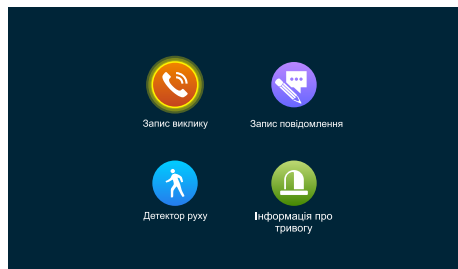 Запис виклику
Запис повідомлення
Детектор руху
Інформація про
тривогу